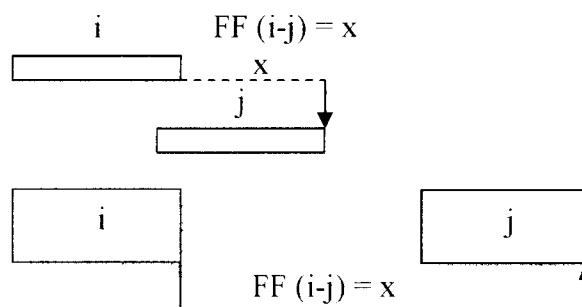 i FF (i-j) = x
x
j
i j
FF (i-j) = x